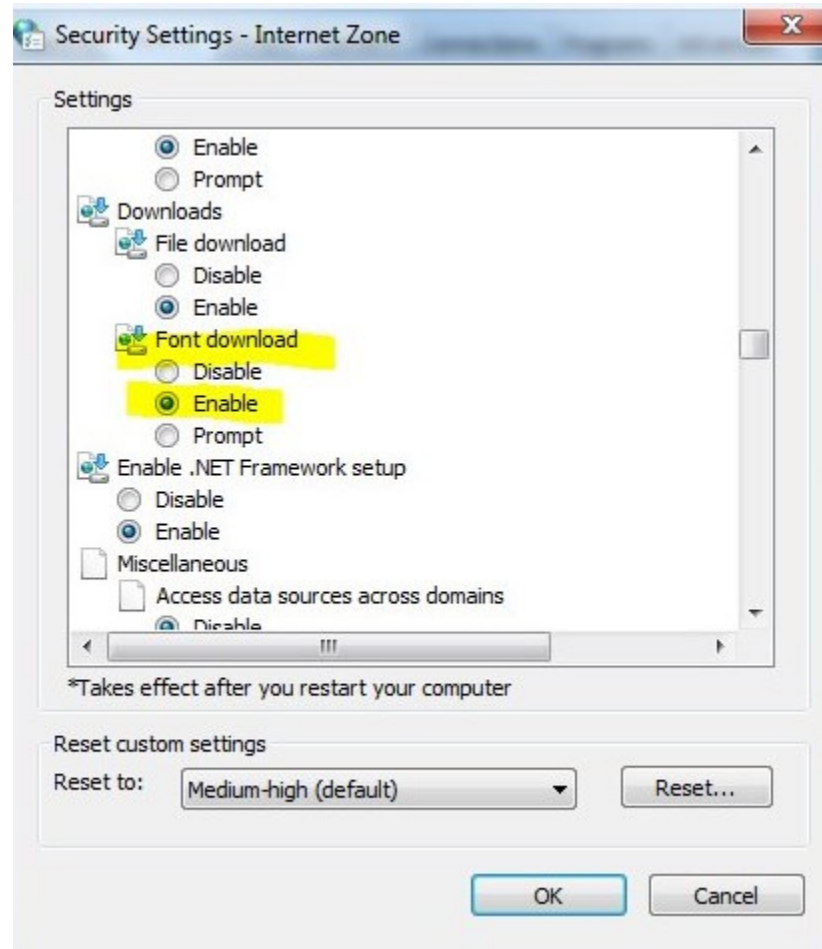 Security Settings - Internet Zone
Settings
Enable
Prompt
Downloads
File download
Disable
Enable
Font download
Disable
Enable
Prompt
Enable .NET Framework setup
Disable
Enable
Miscellaneous
Access data sources across domains
Disable
*Takes effect after you restart your computer
Reset custom settings
Reset to: Medium-high (default) Reset...
OK Cancel